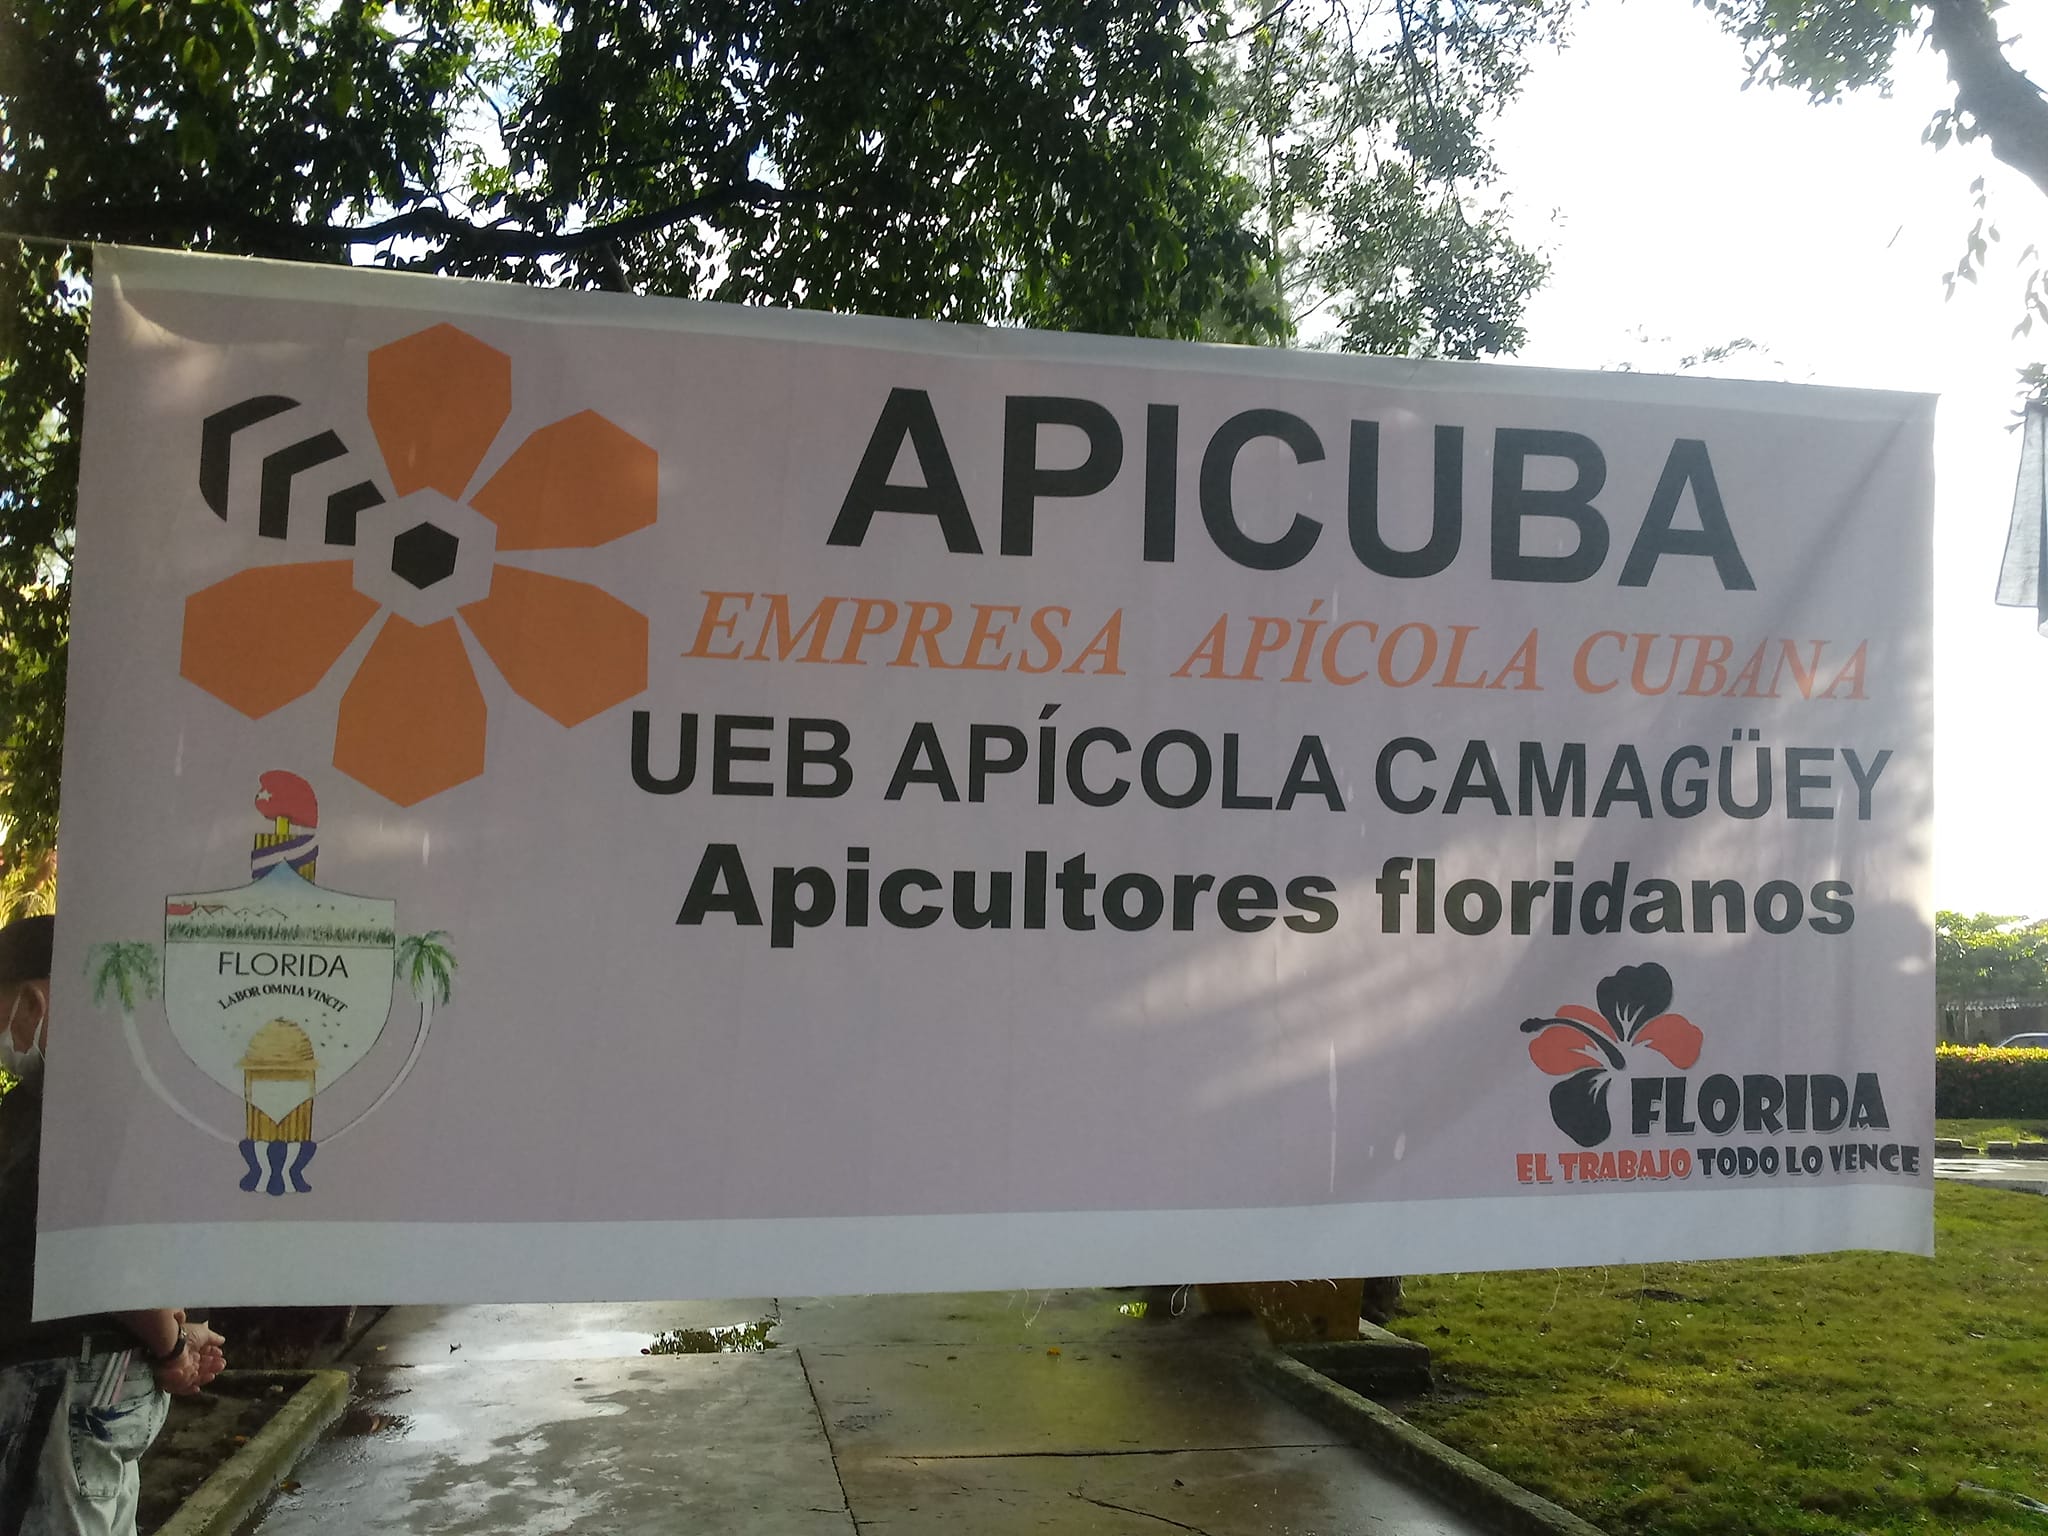 APICUBA
EMPRESA APÍCOLA CUBANA
UEB APÍCOLA CAMAGÜEY
Apicultores floridanos
FLORIDA
LABOR OMNIA VINCIT
FLORIDA
EL TRABAJO TODO LO VENCE